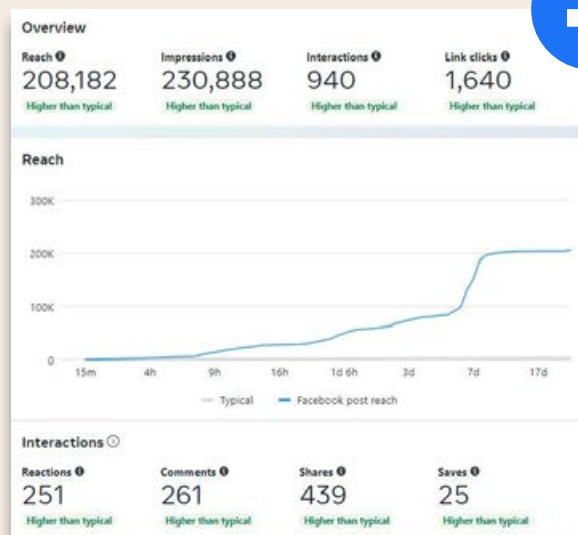 Overview
Reach Impressions Interactions Link clicks
208,182 230,888 940 1,640
Higher than typical Higher than typical Higher than typical Higher than typical
Reach
300K
200K
100K
0
15m 4h 9h 16h 1d 6h 3d 7d 17d
Typical Facebook post reach
Interactions
Reactions Comments Shares Saves
251 261 439 25
Higher than typical Higher than typical Higher than typical Higher than typical